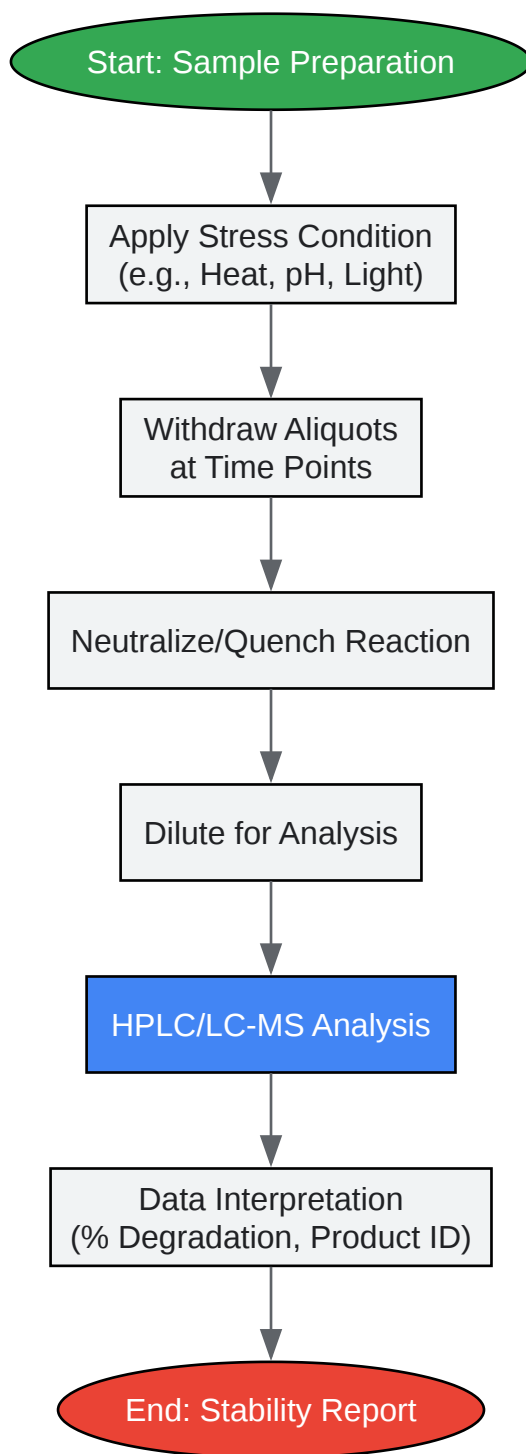 Start: Sample Preparation
Apply Stress Condition
(e.g., Heat, pH, Light)
Withdraw Aliquots
at Time Points
Neutralize/Quench Reaction
Dilute for Analysis
HPLC/LC-MS Analysis
Data Interpretation
(% Degradation, Product ID)
End: Stability Report